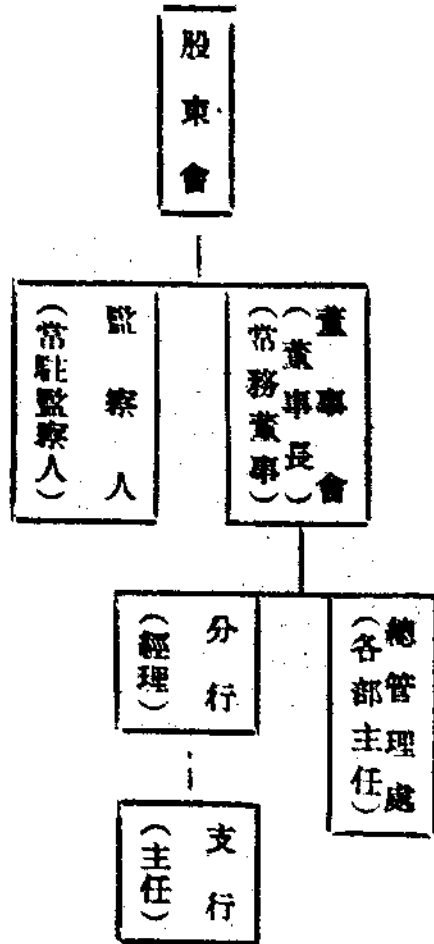 股東會
董事會
(董事長)
(常務董事)
監察人
(常駐監察人)
總管理處
(各部主任)
分行
(經理)
支行
(主任)